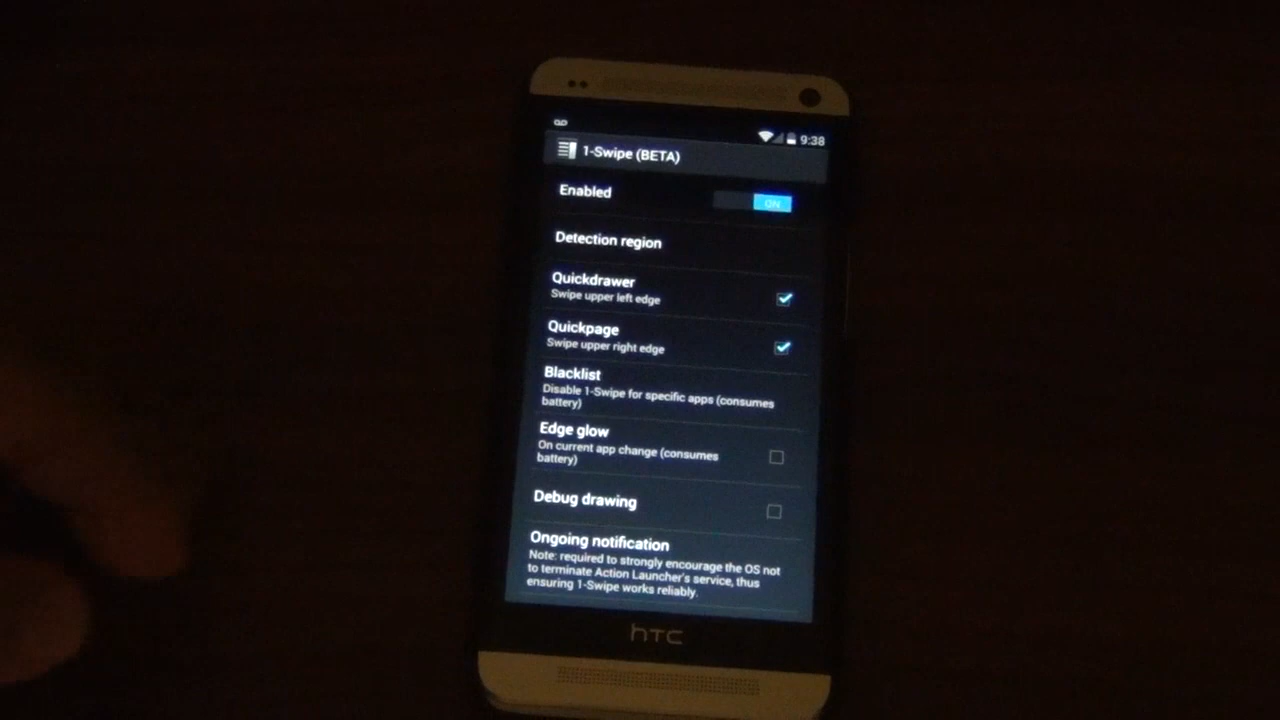 9:38
1-Swipe (BETA)
Enabled
ON
Detection region
Quickdrawer
Swipe upper left edge
Quickpage
Swipe upper right edge
Blacklist
Disable 1-Swipe for specific apps (consumes
battery)
Edge glow
On current app change (consumes
battery)
Debug drawing
Ongoing notification
Note: required to strongly encourage the OS not
to terminate Action Launcher's service, thus
ensuring 1-Swipe works reliably.
hTC